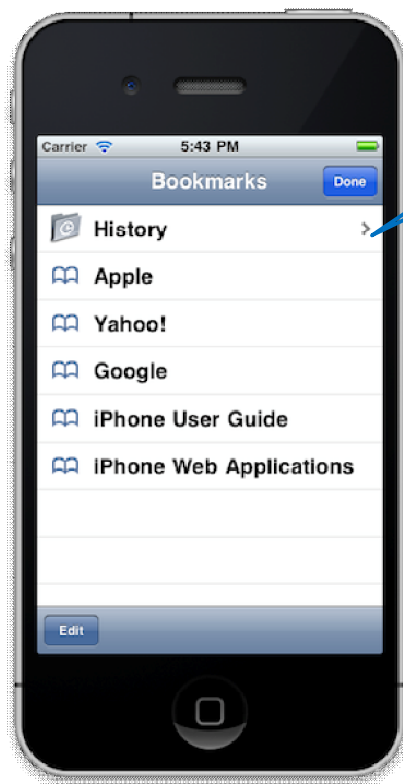 Carrier 5:43 PM
Bookmarks Done
History
Apple
Yahoo!
Google
iPhone User Guide
iPhone Web Applications
Edit